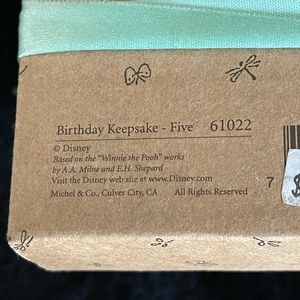 Birthday Keepsake - Five 61022
© Disney
Based on the "Winnie the Pooh" works
by A.A. Milne and E.H. Shepard
Visit the Disney web site at www.Disney.com
Michel & Co., Culver City, CA All Rights Reserved
7
$